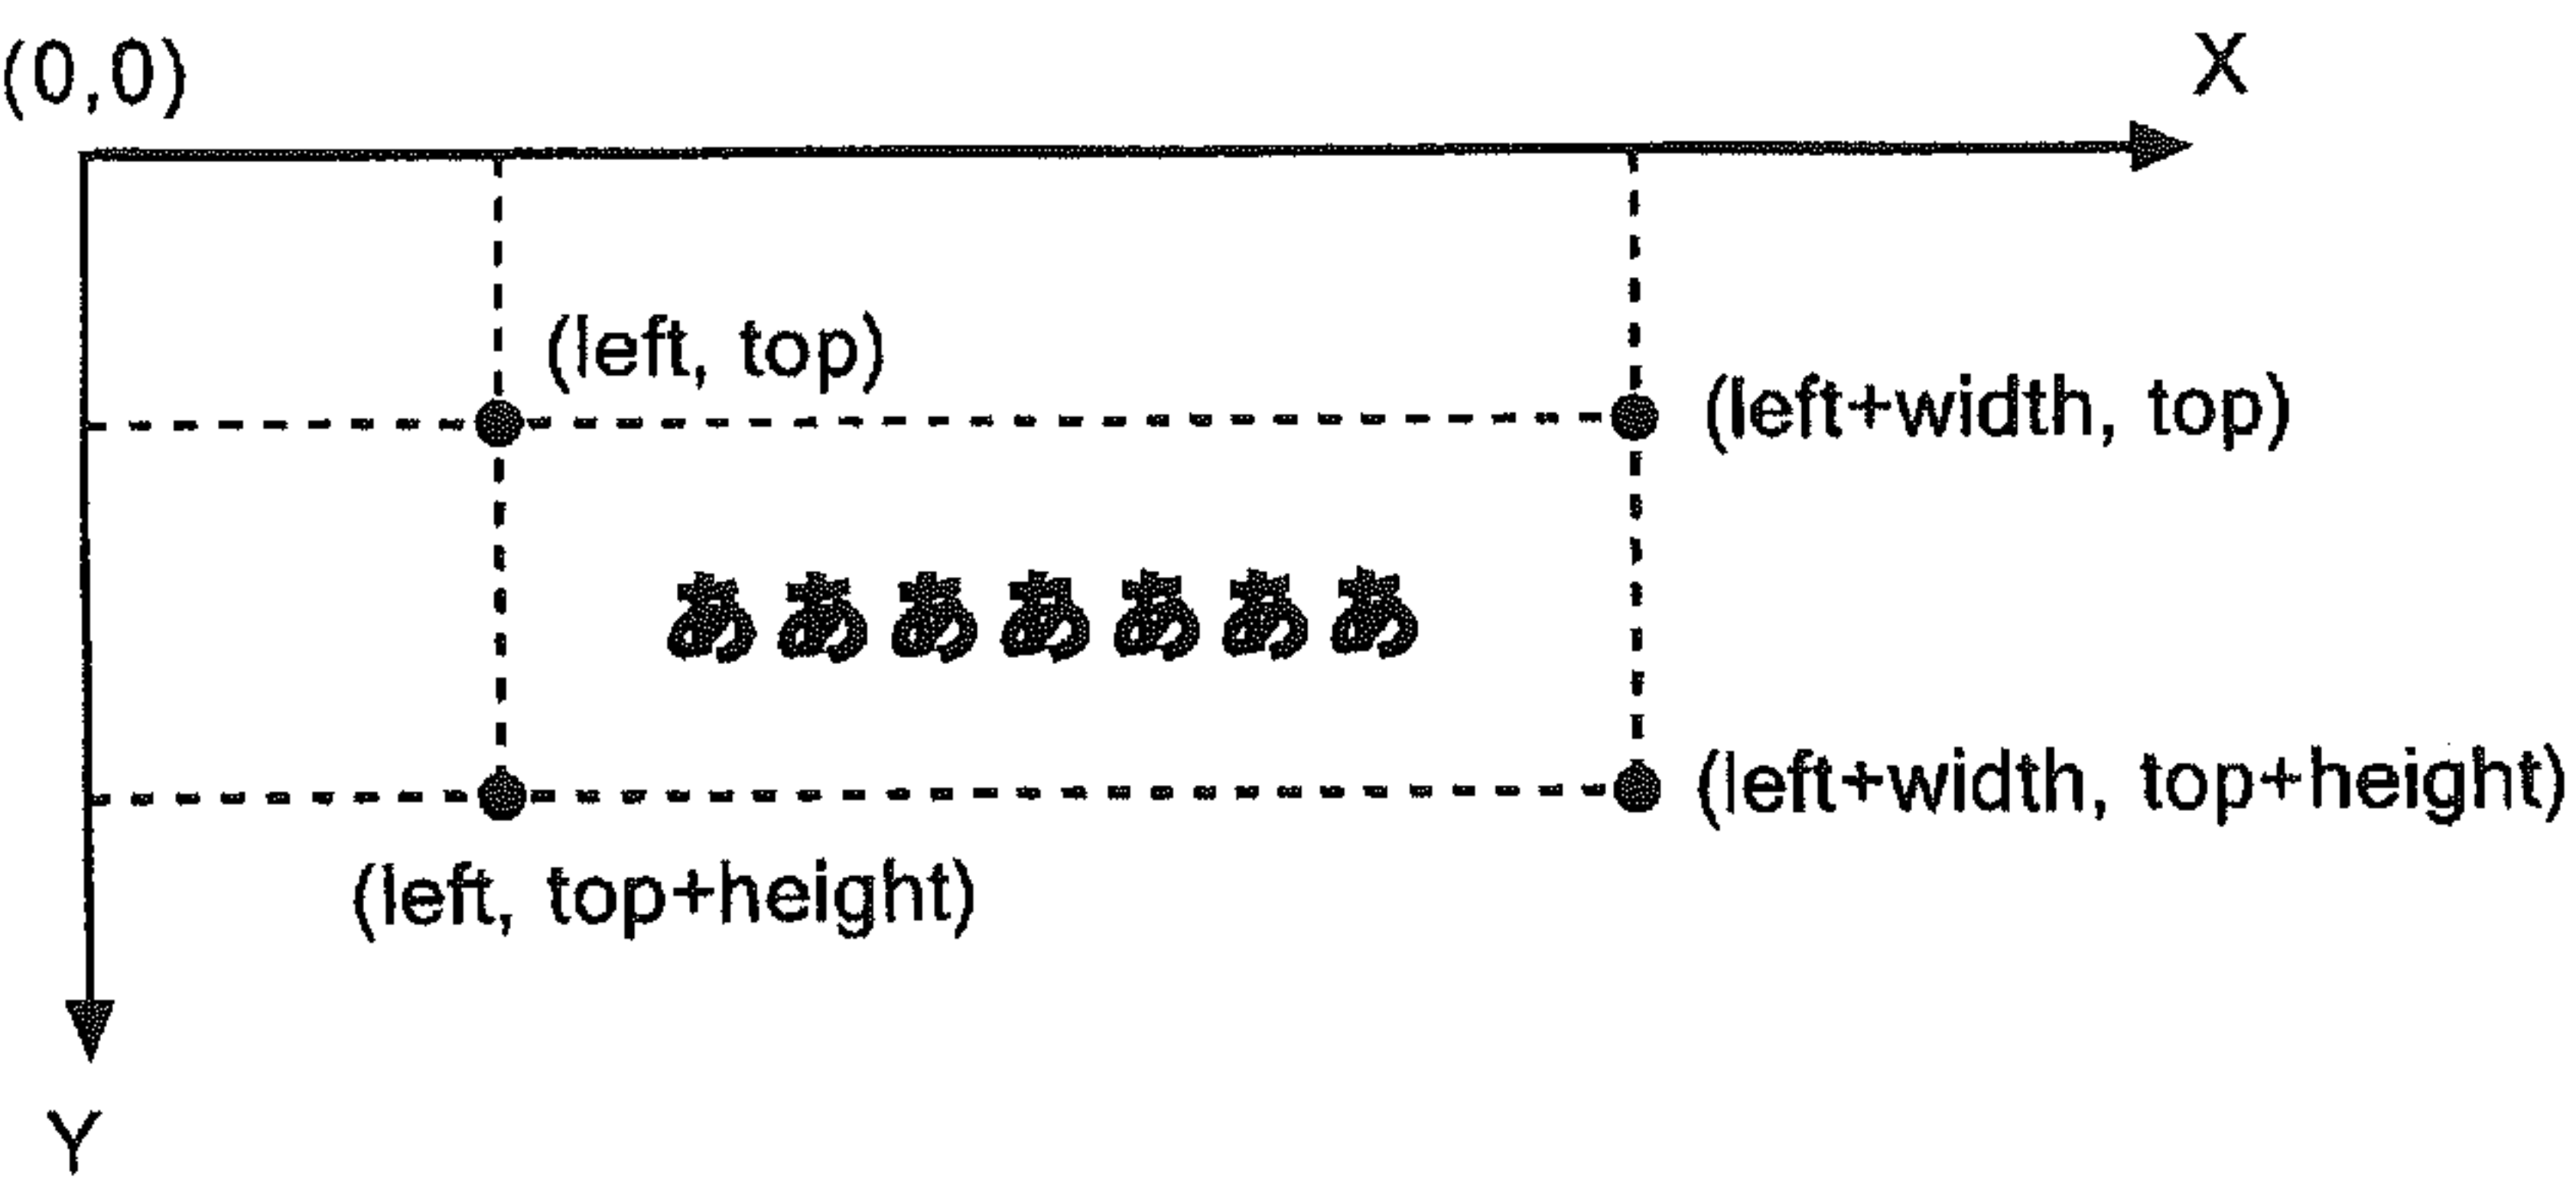 (0,0)
X
(left, top)
(left+width, top)
あああああああ
(left+width, top+height)
(left, top+height)
Y